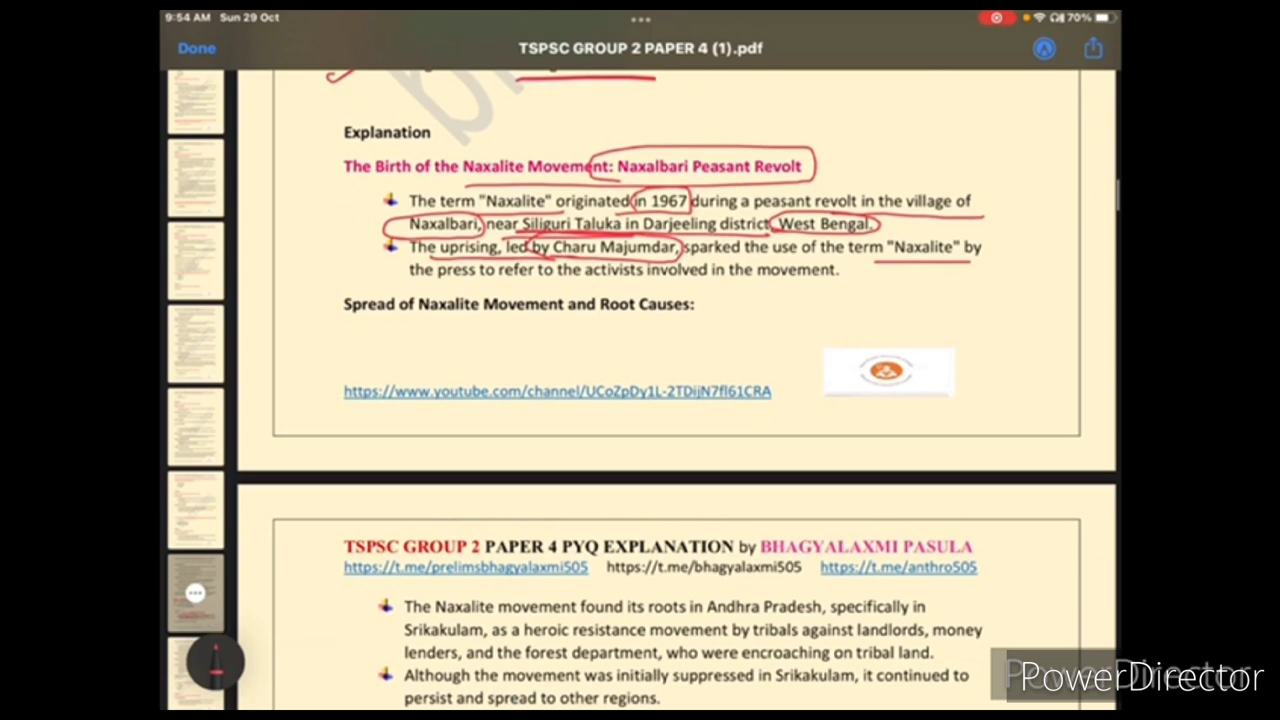 9:54 AM Sun 29 Oct
70%
Done
TSPSC GROUP 2 PAPER 4 (1).pdf
Explanation
The Birth of the Naxalite Movement: Naxalbari Peasant Revolt
The term "Naxalite" originated in 1967 during a peasant revolt in the village of
Naxalbari, near Siliguri Taluka in Darjeeling district, West Bengal.
The uprising, led by Charu Majumdar, sparked the use of the term "Naxalite" by
the press to refer to the activists involved in the movement.
Spread of Naxalite Movement and Root Causes:
https://www.youtube.com/channel/UCoZpDy1L-2TDijN7fl61CRA
TSPSC GROUP 2 PAPER 4 PYQ EXPLANATION by BHAGYALAXMI PASULA
https://t.me/prelimsbhagyalaxmi505 https://t.me/bhagyalaxmi505 https://t.me/anthro505
The Naxalite movement found its roots in Andhra Pradesh, specifically in
Srikakulam, as a heroic resistance movement by tribals against landlords, money
lenders, and the forest department, who were encroaching on tribal land.
Although the movement was initially suppressed in Srikakulam, it continued to
persist and spread to other regions.
PowerDirector